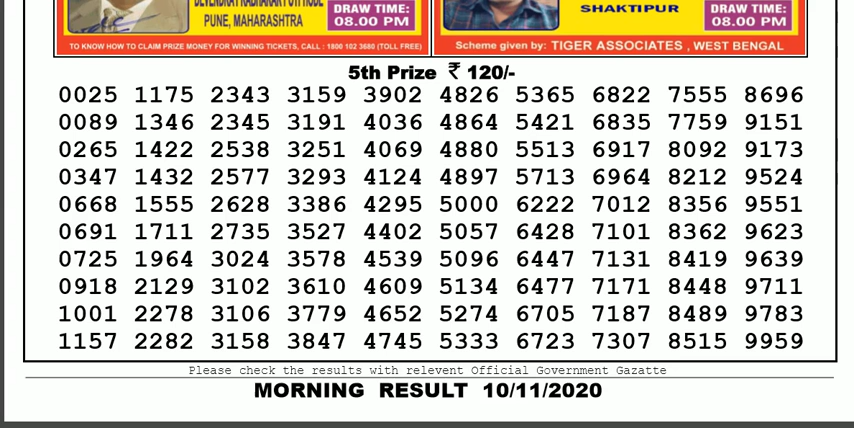 PUNE, MAHARASHTRA
DRAW TIME:
08.00 PM
SHAKTIPUR
DRAW TIME:
08.00 PM
TO KNOW HOW TO CLAIM PRIZE MONEY FOR WINNING TICKETS, CALL : 1800 102 3680 (TOLL FREE)
Scheme given by: TIGER ASSOCIATES , WEST BENGAL
5th Prize ₹ 120/-
0025 1175 2343 3159 3902 4826 5365 6822 7555 8696
0089 1346 2345 3191 4036 4864 5421 6835 7759 9151
0265 1422 2538 3251 4069 4880 5513 6917 8092 9173
0347 1432 2577 3293 4124 4897 5713 6964 8212 9524
0668 1555 2628 3386 4295 5000 6222 7012 8356 9551
0691 1711 2735 3527 4402 5057 6428 7101 8362 9623
0725 1964 3024 3578 4539 5096 6447 7131 8419 9639
0918 2129 3102 3610 4609 5134 6477 7171 8448 9711
1001 2278 3106 3779 4652 5274 6705 7187 8489 9783
1157 2282 3158 3847 4745 5333 6723 7307 8515 9959
Please check the results with relevent Official Government Gazatte
MORNING RESULT 10/11/2020